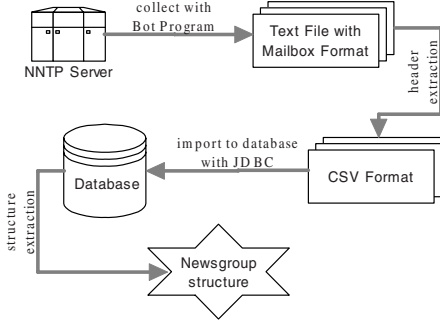 collect with
Bot Program
NNTP Server
Text File with
Mailbox Format
header
extraction
import to database
with JDBC
Database
CSV Format
structure
extraction
Newsgroup
structure